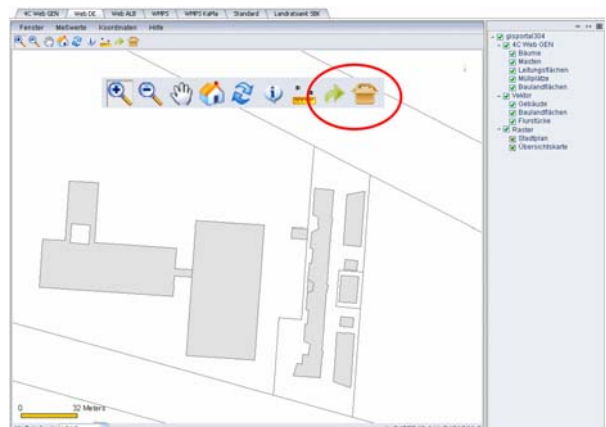 4C Web GEN Web DE Web ALB WMPS WMPS KaMa Standard Landratsamt SBK
Fenster Meßwerte Koordinaten Hilfe
gisportal304
4C Web GEN
Bäume
Masten
Leitungsflächen
Müllplätze
Baulandflächen
Vektor
Gebäude
Baulandflächen
Flurstücke
Raster
Stadtplan
Übersichtskarte
0 32 Meters